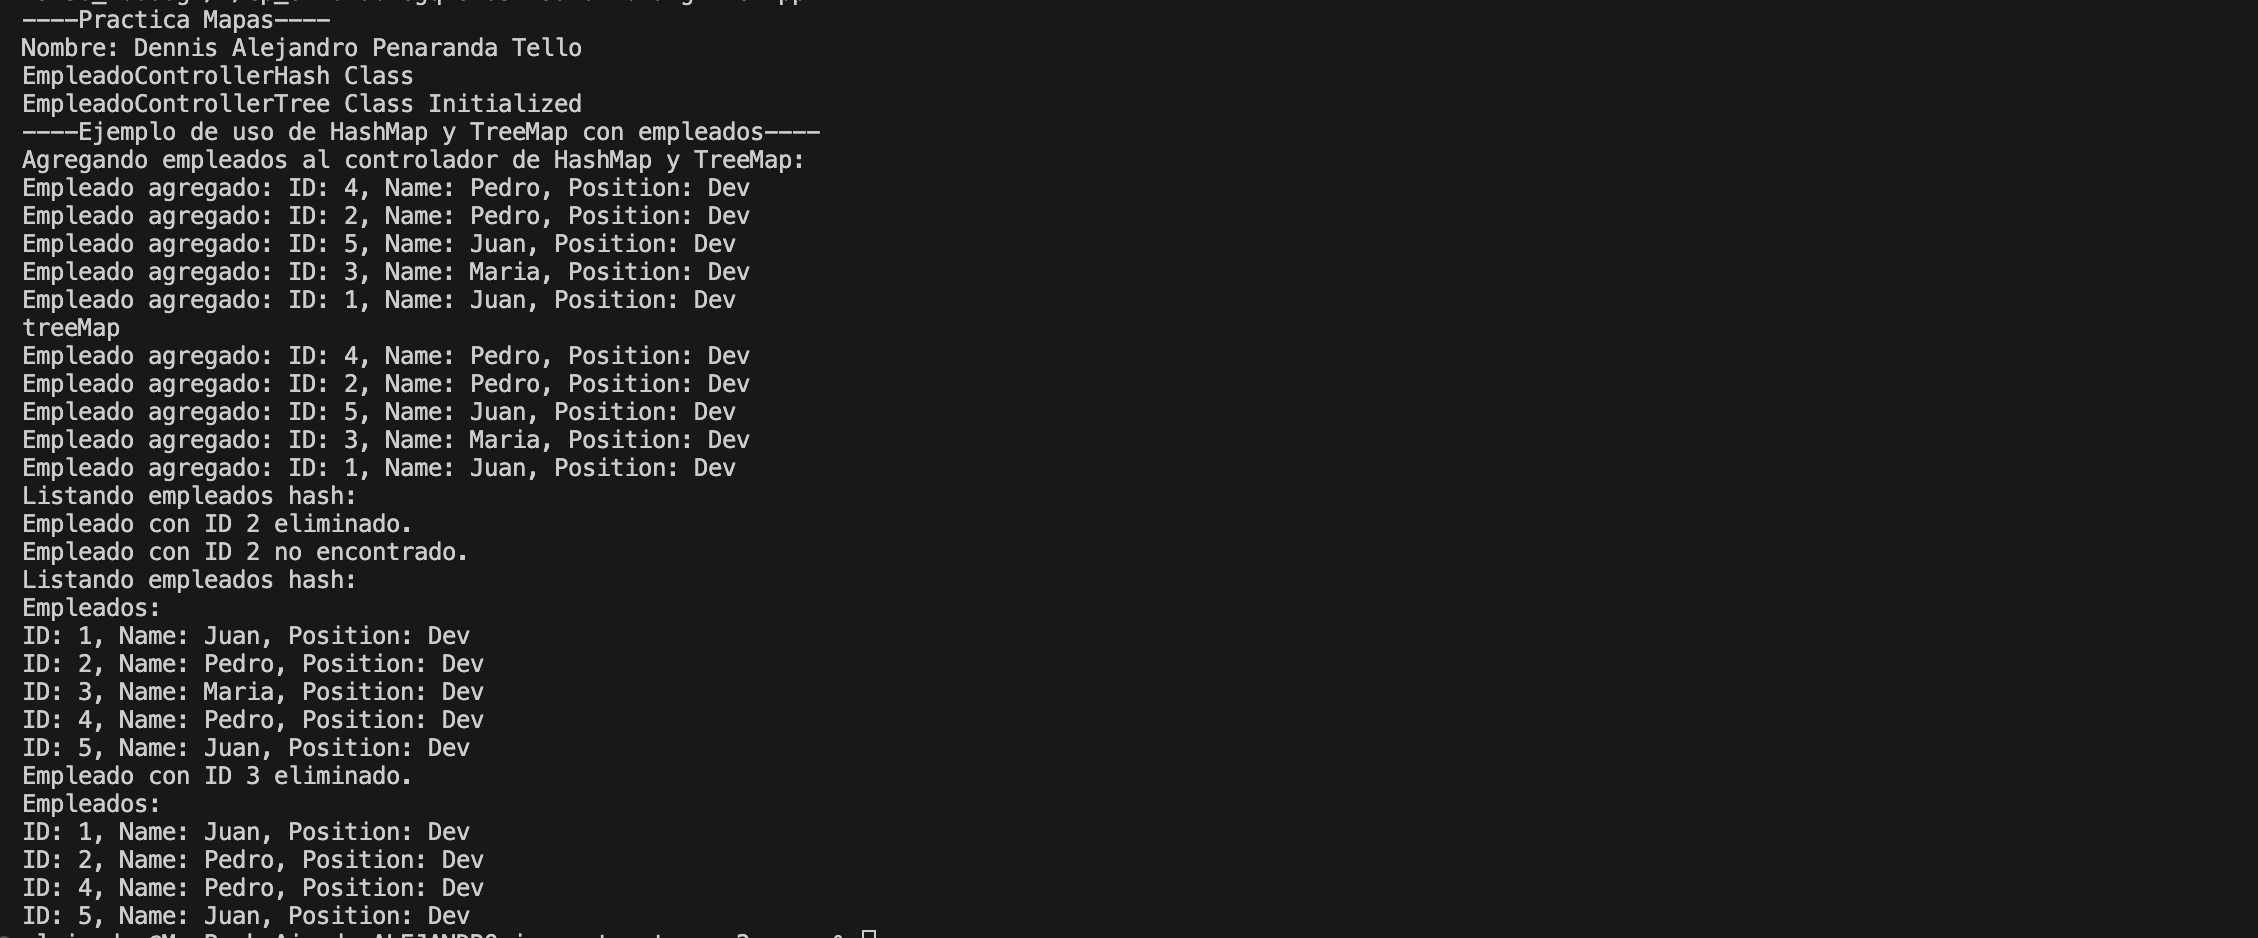 ----Practica Mapas----
Nombre: Dennis Alejandro Penaranda Tello
EmpleadoControllerHash Class
EmpleadoControllerTree Class Initialized
----Ejemplo de uso de HashMap y TreeMap con empleados----
Agregando empleados al controlador de HashMap y TreeMap:
Empleado agregado: ID: 4, Name: Pedro, Position: Dev
Empleado agregado: ID: 2, Name: Pedro, Position: Dev
Empleado agregado: ID: 5, Name: Juan, Position: Dev
Empleado agregado: ID: 3, Name: Maria, Position: Dev
Empleado agregado: ID: 1, Name: Juan, Position: Dev
treeMap
Empleado agregado: ID: 4, Name: Pedro, Position: Dev
Empleado agregado: ID: 2, Name: Pedro, Position: Dev
Empleado agregado: ID: 5, Name: Juan, Position: Dev
Empleado agregado: ID: 3, Name: Maria, Position: Dev
Empleado agregado: ID: 1, Name: Juan, Position: Dev
Listando empleados hash:
Empleado con ID 2 eliminado.
Empleado con ID 2 no encontrado.
Listando empleados hash:
Empleados:
ID: 1, Name: Juan, Position: Dev
ID: 2, Name: Pedro, Position: Dev
ID: 3, Name: Maria, Position: Dev
ID: 4, Name: Pedro, Position: Dev
ID: 5, Name: Juan, Position: Dev
Empleado con ID 3 eliminado.
Empleados:
ID: 1, Name: Juan, Position: Dev
ID: 2, Name: Pedro, Position: Dev
ID: 4, Name: Pedro, Position: Dev
ID: 5, Name: Juan, Position: Dev